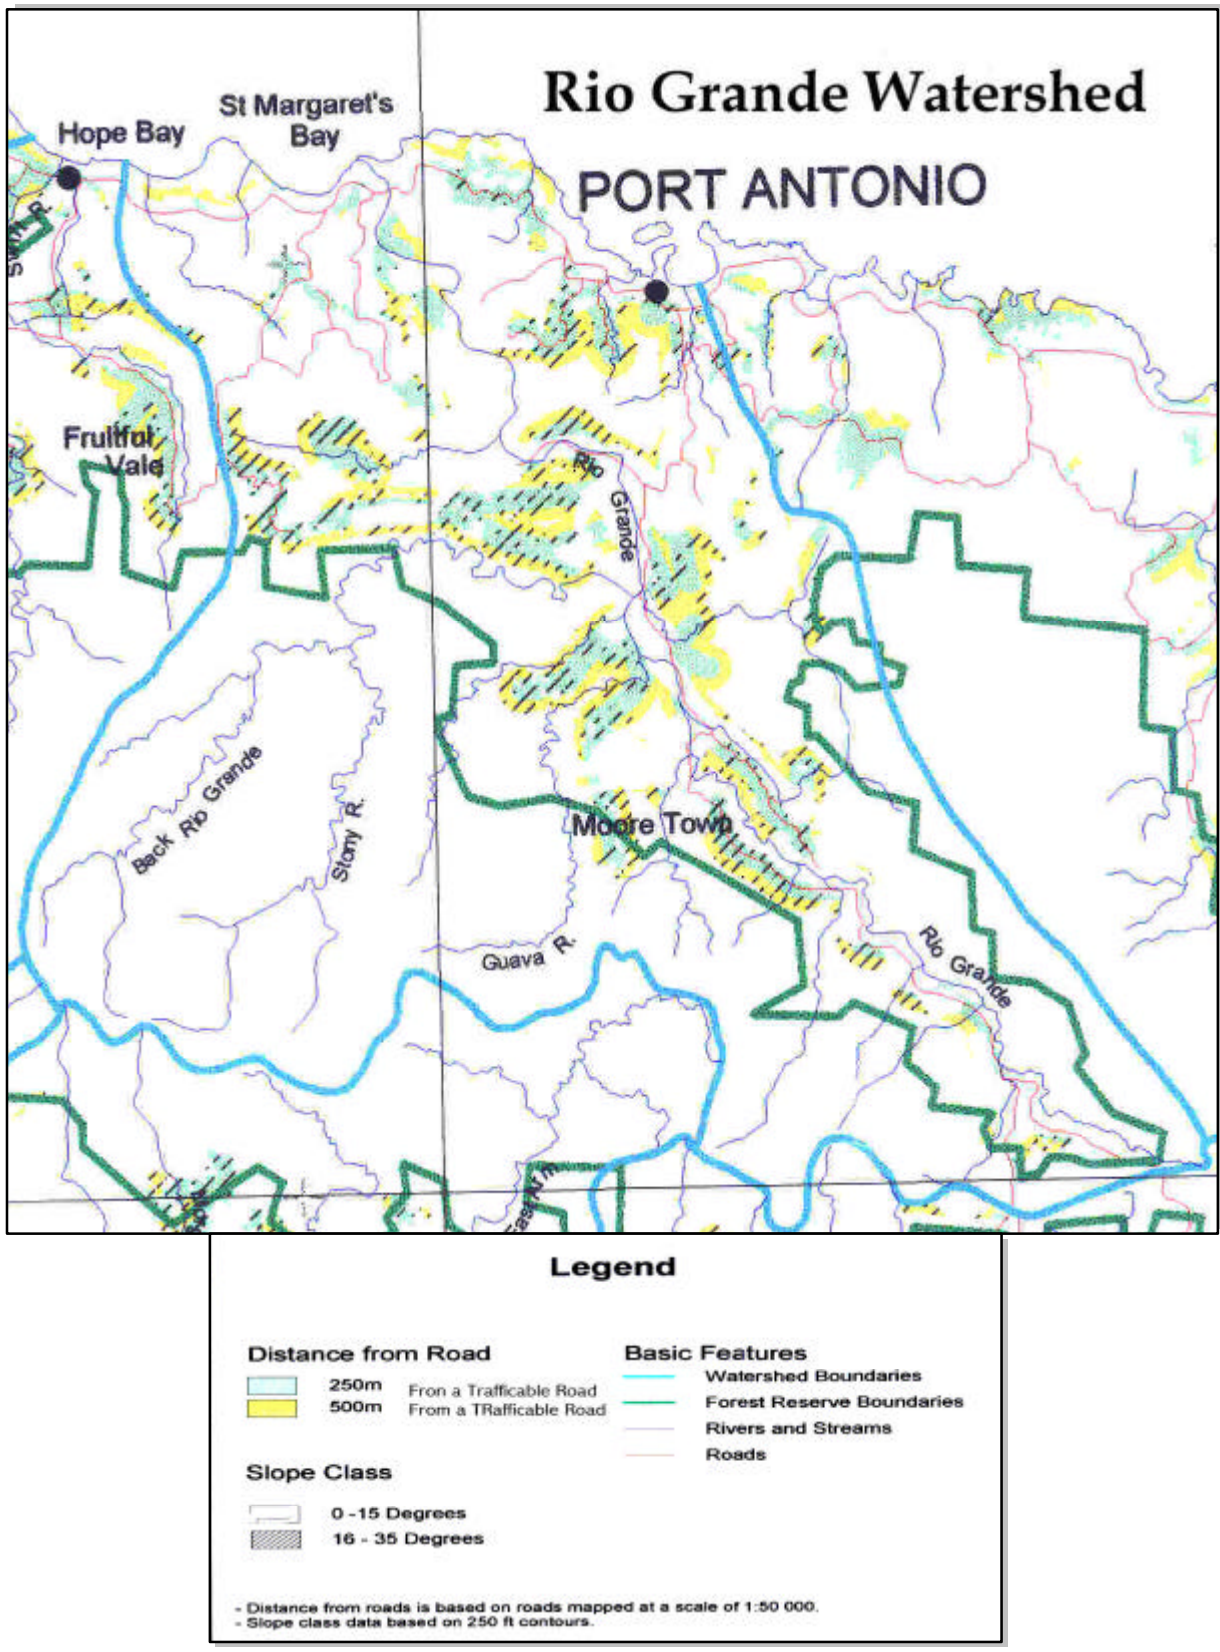 Rio Grande Watershed
St Margaret's
Bay
Hope Bay
PORT ANTONIO
Swift R.
Fruitful
Vale
Rio
Grande
Back Rio Grande
Stony R.
Moore Town
Guava R.
Rio Grande
Legend
Distance from Road
250m Fron a Trafficable Road
500m From a TRafficable Road
Slope Class
0 -15 Degrees
16 - 35 Degrees
Basic Features
Watershed Boundaries
Forest Reserve Boundaries
Rivers and Streams
Roads
- Distance from roads is based on roads mapped at a scale of 1:50 000.
- Slope class data based on 250 ft contours.